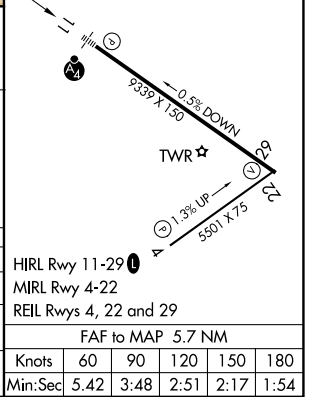 11
P
A4
9339 X 150
0.5% DOWN
TWR
29
V
22
1.3% UP
P
5501 X 75
4
HIRL Rwy 11-29 L
MIRL Rwy 4-22
REIL Rwys 4, 22 and 29
FAF to MAP 5.7 NM
Knots 60 90 120 150 180
Min:Sec 5.42 3:48 2:51 2:17 1:54